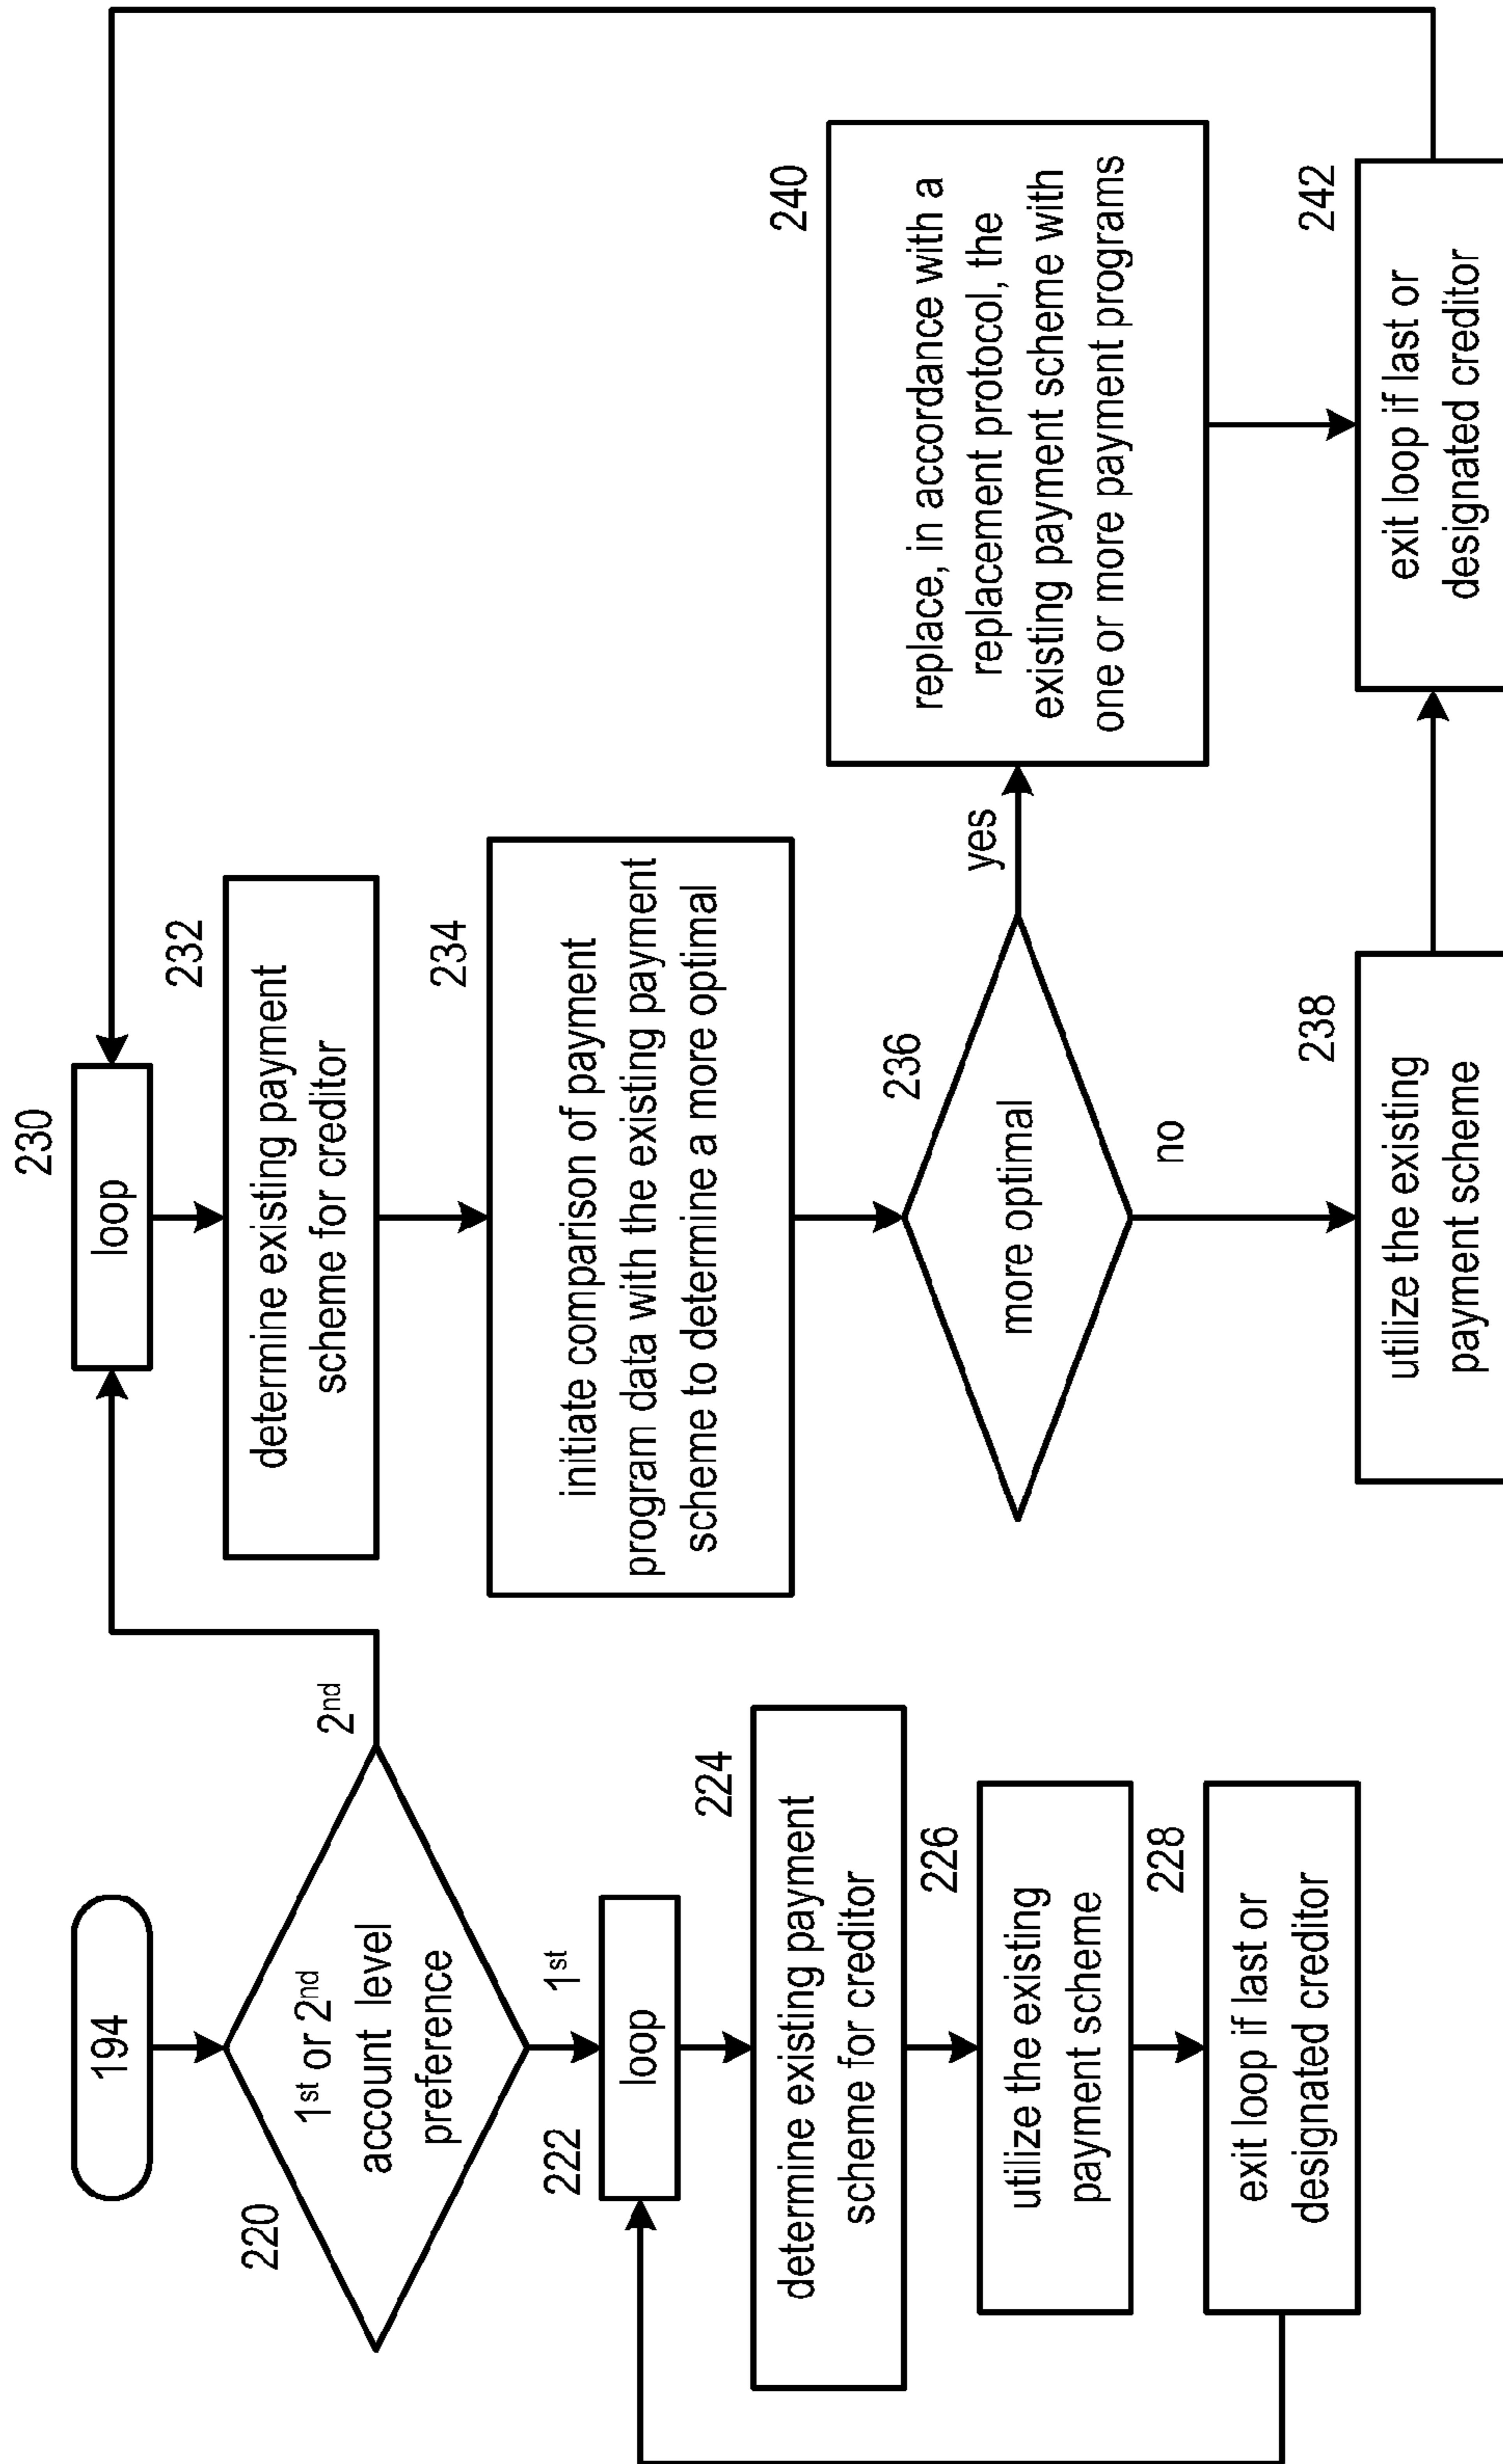 194
220
1st or 2nd
account level
preference
2nd
1st
222
loop
224
determine existing payment
scheme for creditor
226
utilize the existing
payment scheme
228
exit loop if last or
designated creditor
230
loop
232
determine existing payment
scheme for creditor
234
initiate comparison of payment
program data with the existing payment
scheme to determine a more optimal
236
more optimal
yes
no
238
utilize the existing
payment scheme
240
replace, in accordance with a
replacement protocol, the
existing payment scheme with
one or more payment programs
242
exit loop if last or
designated creditor